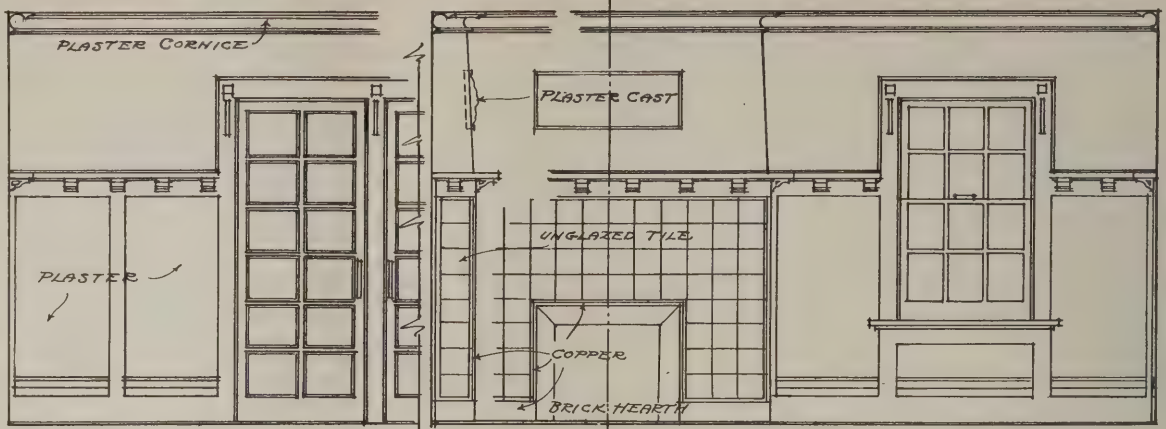 PLASTER CORNICE
PLASTER CAST
UNGLAZED TILE
PLASTER
COPPER
BRICK HEARTH